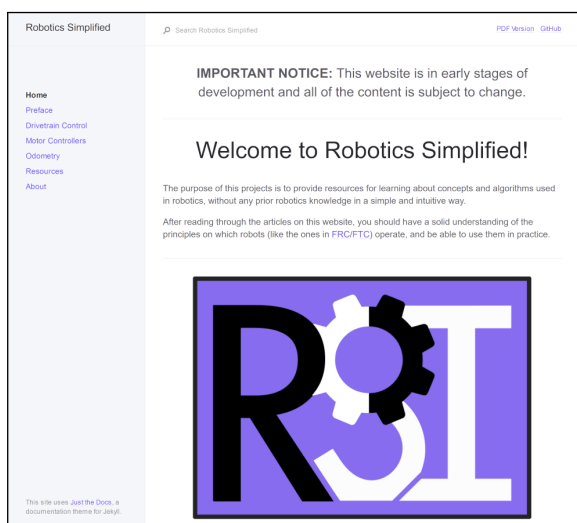 Robotics Simplified
Search Robotics Simplified
PDF Version GitHub
Home
Preface
Drivetrain Control
Motor Controllers
Odometry
Resources
About
IMPORTANT NOTICE: This website is in early stages of
development and all of the content is subject to change.
Welcome to Robotics Simplified!
The purpose of this projects is to provide resources for learning about concepts and algorithms used
in robotics, without any prior robotics knowledge in a simple and intuitive way.
After reading through the articles on this website, you should have a solid understanding of the
principles on which robots (like the ones in FRC/FTC) operate, and be able to use them in practice.
RSI
This site uses Just the Docs, a
documentation theme for Jekyll.